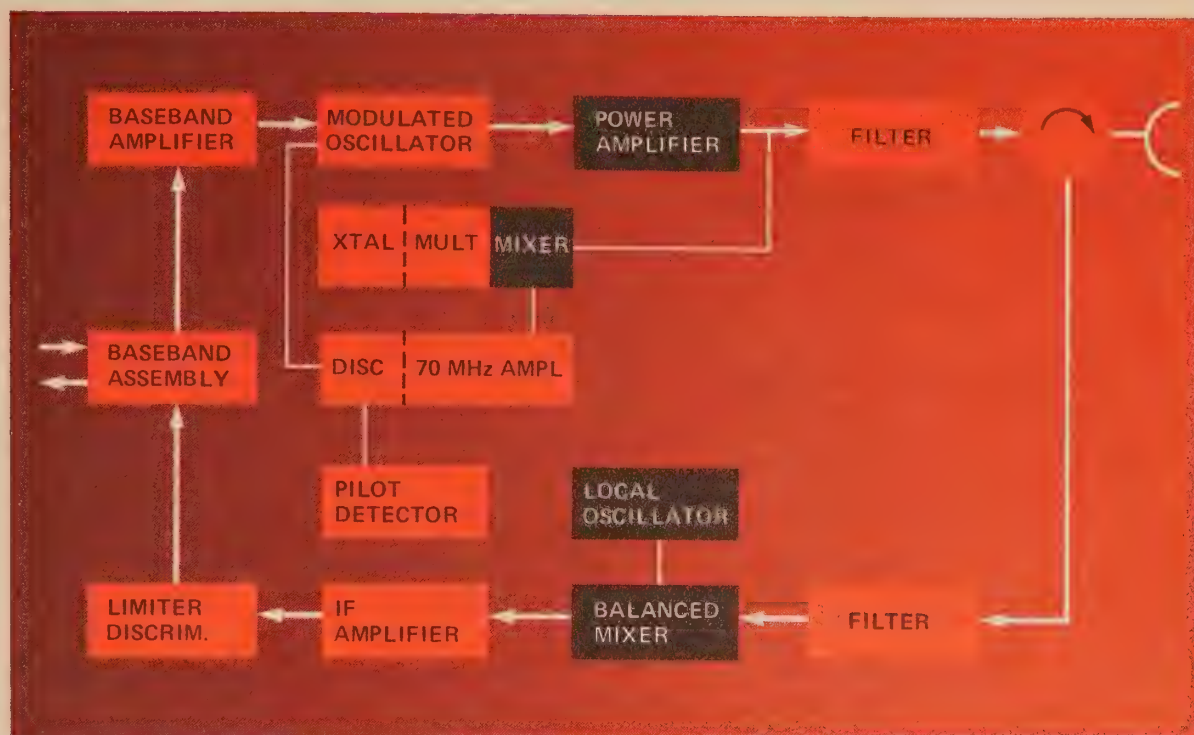 BASEBAND
AMPLIFIER
MODULATED
OSCILLATOR
POWER
AMPLIFIER
FILTER
XTAL
MULT
MIXER
BASEBAND
ASSEMBLY
DISC
70 MHz AMPL
PILOT
DETECTOR
LOCAL
OSCILLATOR
LIMITER
DISCRIM.
IF
AMPLIFIER
BALANCED
MIXER
FILTER